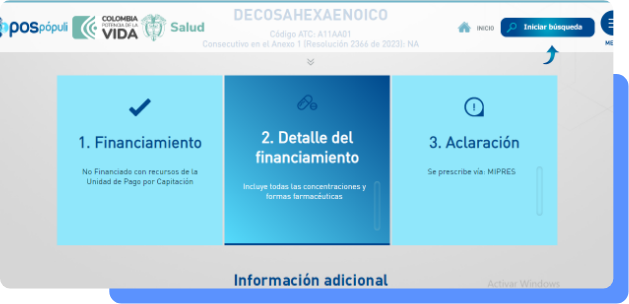 DECOSAHEXAENOICO
pospópuli
COLOMBIA
POTENCIA DE LA
VIDA
Salud
Código ATC: A11AA01
Consecutivo en el Anexo 1 (Resolución 2366 de 2023): NA
INICIO
Iniciar búsqueda
ME
1. Financiamiento
No Financiado con recursos de la
Unidad de Pago por Capitación
2. Detalle del
financiamiento
Incluye todas las concentraciones y
formas farmacéuticas
3. Aclaración
Se prescribe vía: MIPRES
Información adicional
Activar Windows